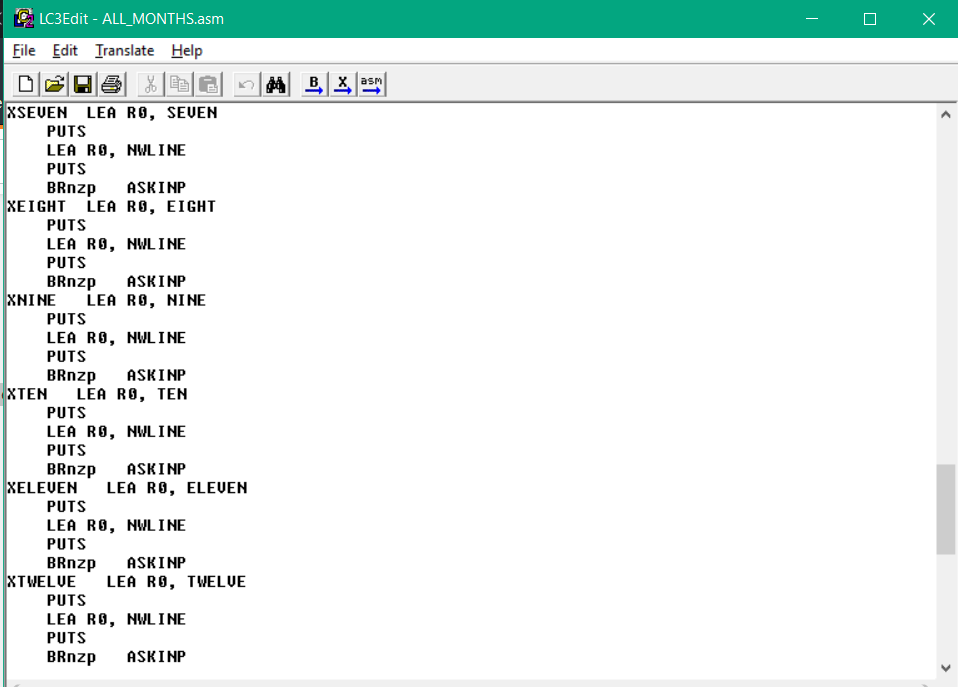 LC3Edit - ALL_MONTHS.asm
File Edit Translate Help
B X asm
XSEVEN LEA R0, SEVEN
PUTS
LEA R0, NWLINE
PUTS
BRnzp ASKINP
XEIGHT LEA R0, EIGHT
PUTS
LEA R0, NWLINE
PUTS
BRnzp ASKINP
XNINE LEA R0, NINE
PUTS
LEA R0, NWLINE
PUTS
BRnzp ASKINP
XTEN LEA R0, TEN
PUTS
LEA R0, NWLINE
PUTS
BRnzp ASKINP
XELEVEN LEA R0, ELEVEN
PUTS
LEA R0, NWLINE
PUTS
BRnzp ASKINP
XTWELVE LEA R0, TWELVE
PUTS
LEA R0, NWLINE
PUTS
BRnzp ASKINP